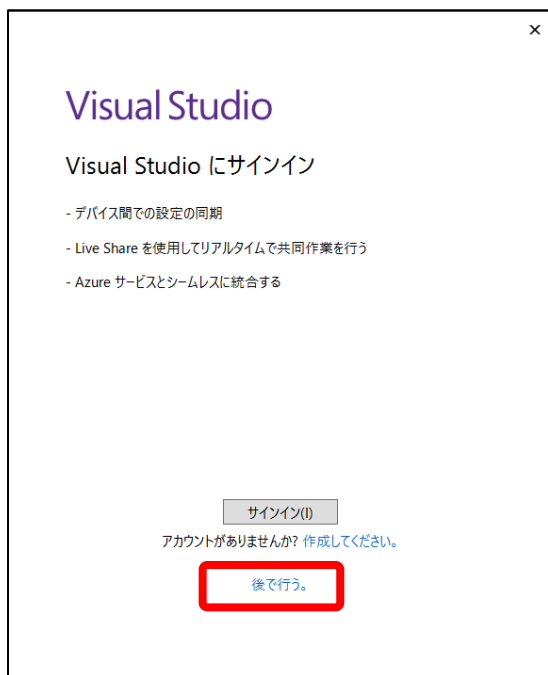 Visual Studio
Visual Studio にサインイン
- デバイス間での設定の同期
- Live Share を使用してリアルタイムで共同作業を行う
- Azure サービスとシームレスに統合する
サインイン(I)
アカウントがありませんか? 作成してください。
後で行う。